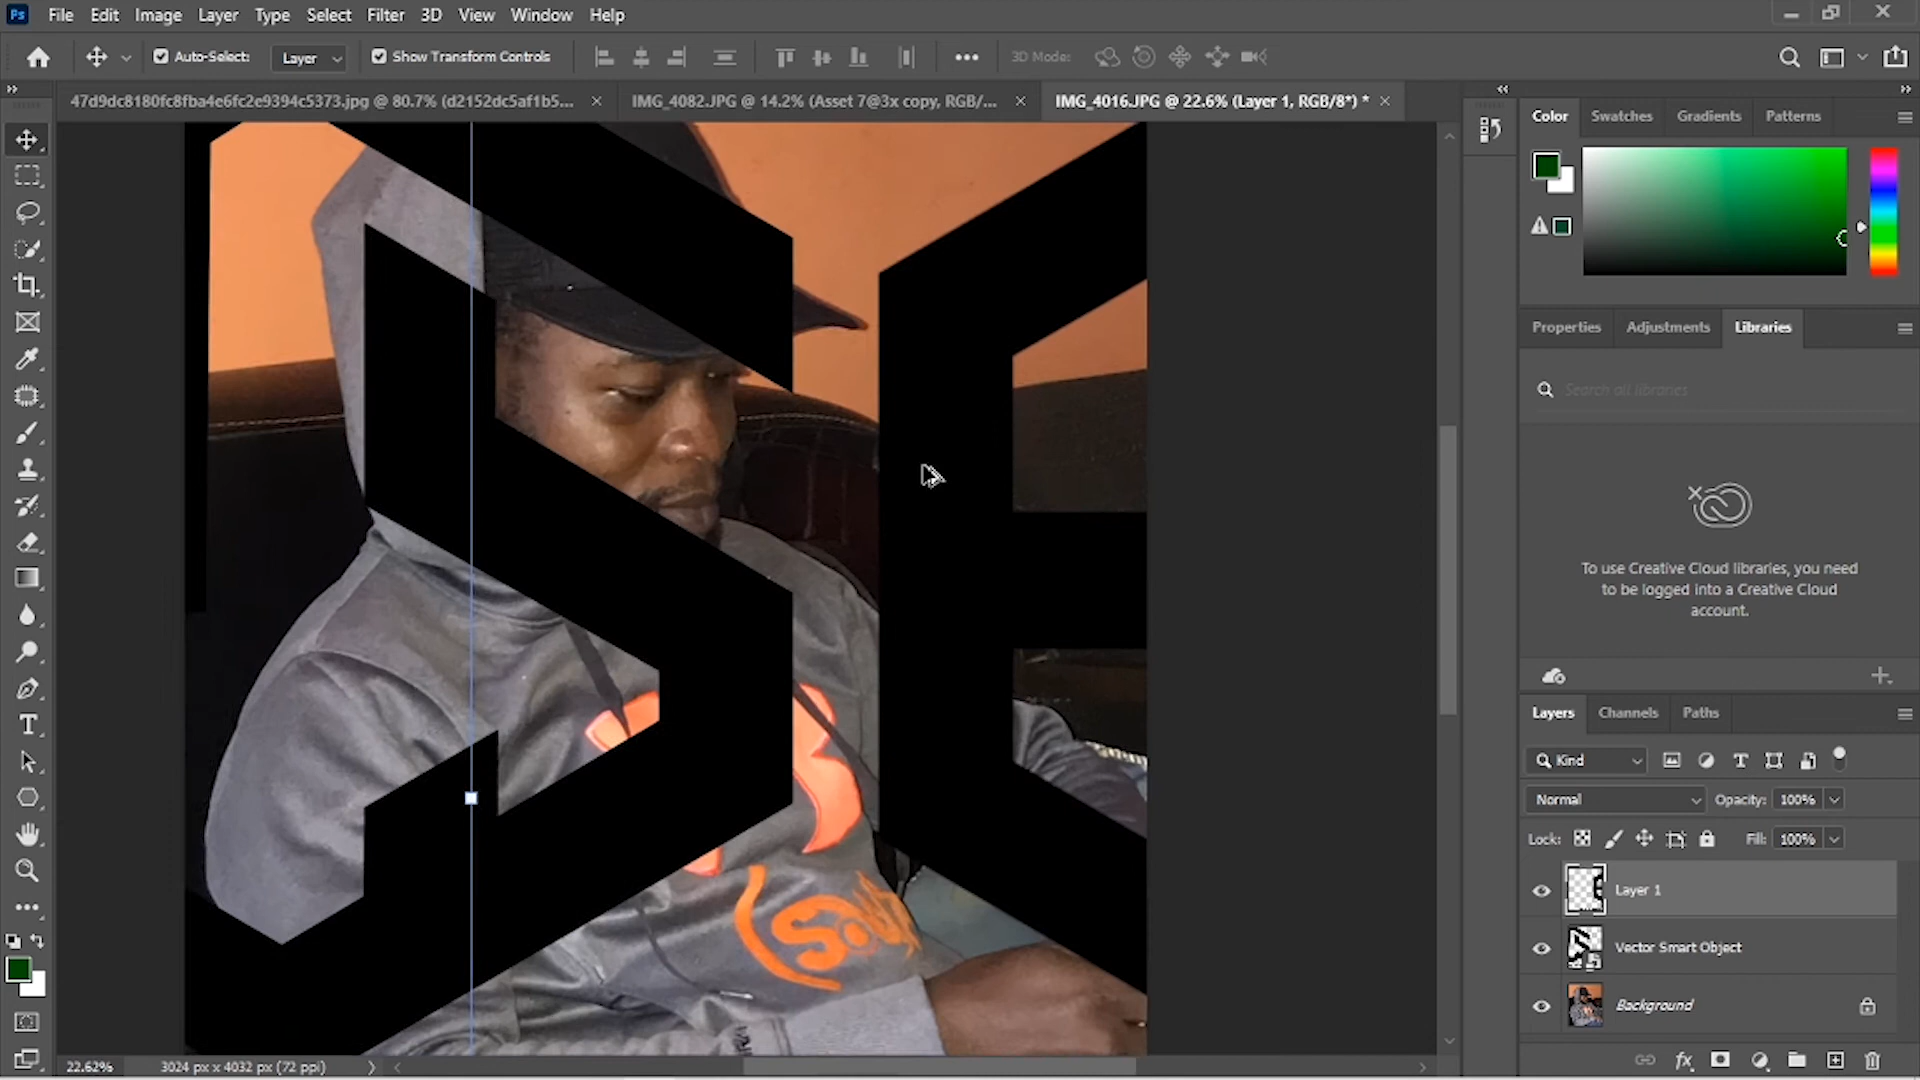 Ps File Edit Image Layer Type Select Filter 3D View Window Help
Auto-Select: Layer Show Transform Controls 3D Mode:
47d9dc8180fc8fba4e6fc2e9394c5373.jpg @ 80.7% (d2152dc5af1b5... IMG_4082.JPG @ 14.2% (Asset 7@3x copy, RGB/... IMG_4016.JPG @ 22.6% (Layer 1, RGB/8*) *
Color Swatches Gradients Patterns
Properties Adjustments Libraries
Search all libraries
To use Creative Cloud libraries, you need
to be logged into a Creative Cloud
account.
Layers Channels Paths
Kind
Normal Opacity: 100%
Lock: Fill: 100%
Layer 1
Vector Smart Object
Background
22.62% 3024 px x 4032 px (72 ppi)